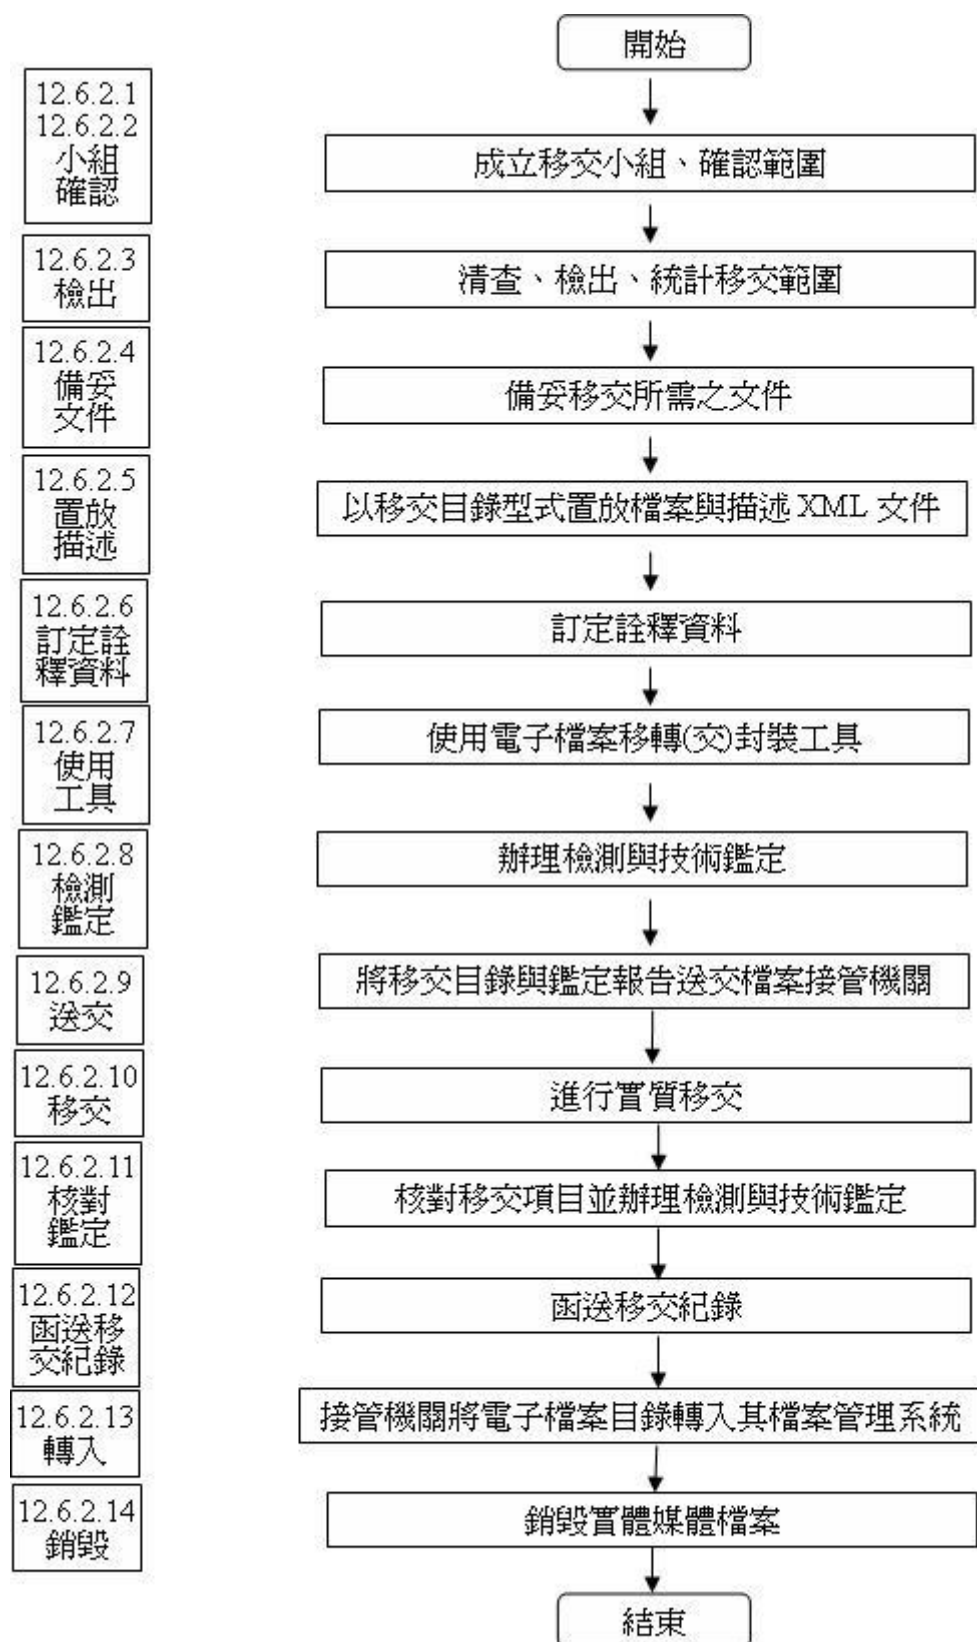 開始
12.6.2.1
12.6.2.2
小組
確認
成立移交小組、確認範圍
12.6.2.3
檢出
清查、檢出、統計移交範圍
12.6.2.4
備妥
文件
備妥移交所需之文件
12.6.2.5
置放
描述
以移交目錄型式置放檔案與描述 XML 文件
12.6.2.6
訂定詮
釋資料
訂定詮釋資料
12.6.2.7
使用
工具
使用電子檔案移轉(交)封裝工具
12.6.2.8
檢測
鑑定
辦理檢測與技術鑑定
12.6.2.9
送交
將移交目錄與鑑定報告送交檔案接管機關
12.6.2.10
移交
進行實質移交
12.6.2.11
核對
鑑定
核對移交項目並辦理檢測與技術鑑定
12.6.2.12
函送移
交紀錄
函送移交紀錄
12.6.2.13
轉入
接管機關將電子檔案目錄轉入其檔案管理系統
12.6.2.14
銷毀
銷毀實體媒體檔案
結束